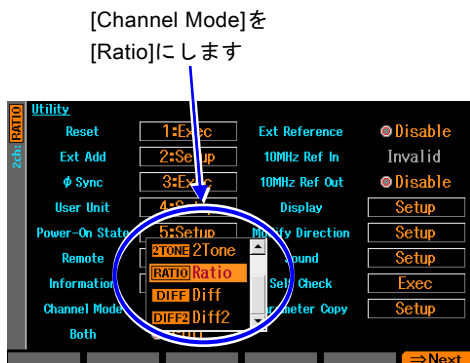 [Channel Mode]を
[Ratio]にします
2ch: RATIO
Utility
Reset 1:Exec Ext Reference Disable
Ext Add 2:Setup 10MHz Ref In Invalid
φ Sync 3:Exec 10MHz Ref Out Disable
User Unit Display Setup
Power-On State 5:Setup Modify Direction Setup
Remote 2TONE 2Tone Sound Setup
Information RATIO Ratio Self Check Exec
Channel Mode DIFF Diff Parameter Copy Setup
DIFF2 Diff2
Both
⇒Next